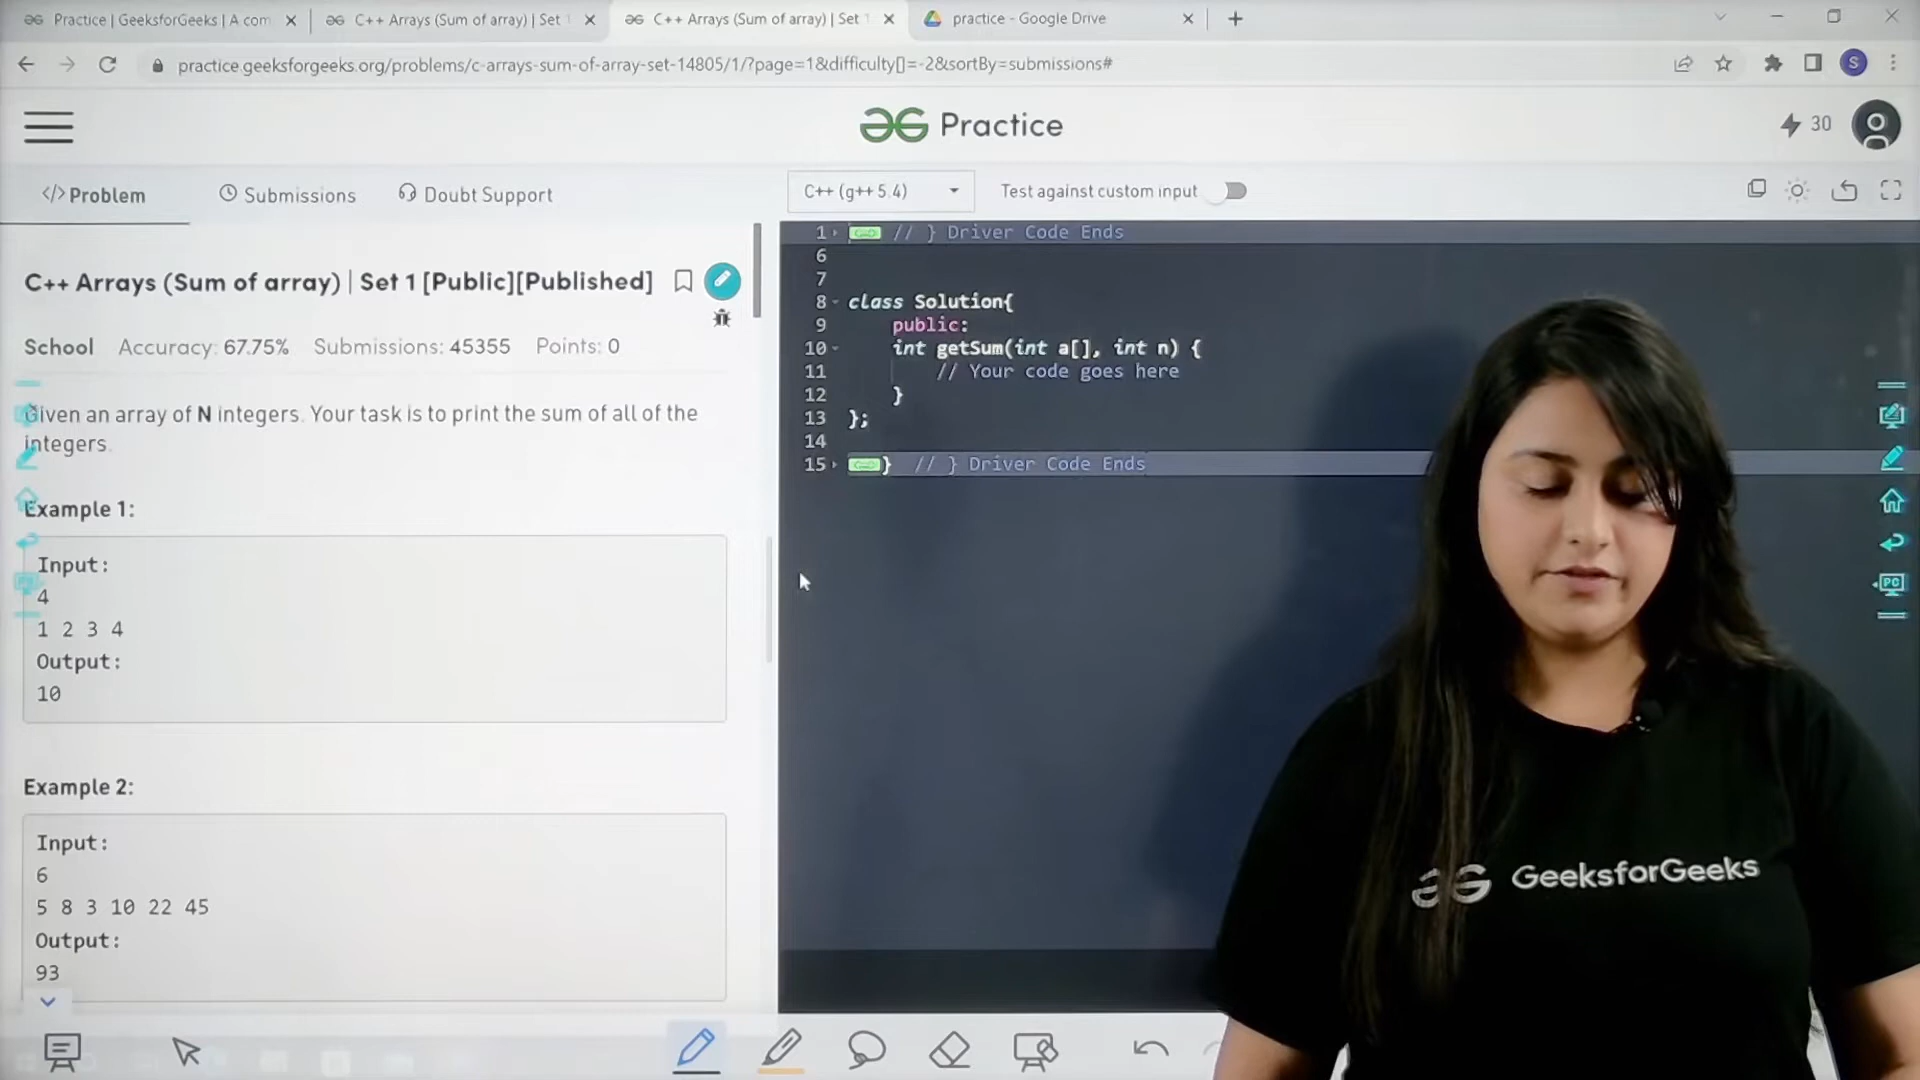 Practice | GeeksforGeeks | A com
C++ Arrays (Sum of array) | Set
C++ Arrays (Sum of array) | Set 1
practice - Google Drive
practice.geeksforgeeks.org/problems/c-arrays-sum-of-array-set-14805/1/?page=1&difficulty[]=-2&sortBy=submissions#
S
Practice
30
</> Problem
Submissions
Doubt Support
C++ (g++ 5.4)
Test against custom input
C++ Arrays (Sum of array) | Set 1 [Public][Published]
School Accuracy: 67.75% Submissions: 45355 Points: 0
Given an array of N integers. Your task is to print the sum of all of the
integers.
Example 1:
Input:
4
1 2 3 4
Output:
10
Example 2:
Input:
6
5 8 3 10 22 45
Output:
93
1 // } Driver Code Ends
6
7
8 class Solution{
9 public:
10 int getSum(int a[], int n) {
11 // Your code goes here
12 }
13 };
14
15 } // } Driver Code Ends
PC
GeeksforGeeks